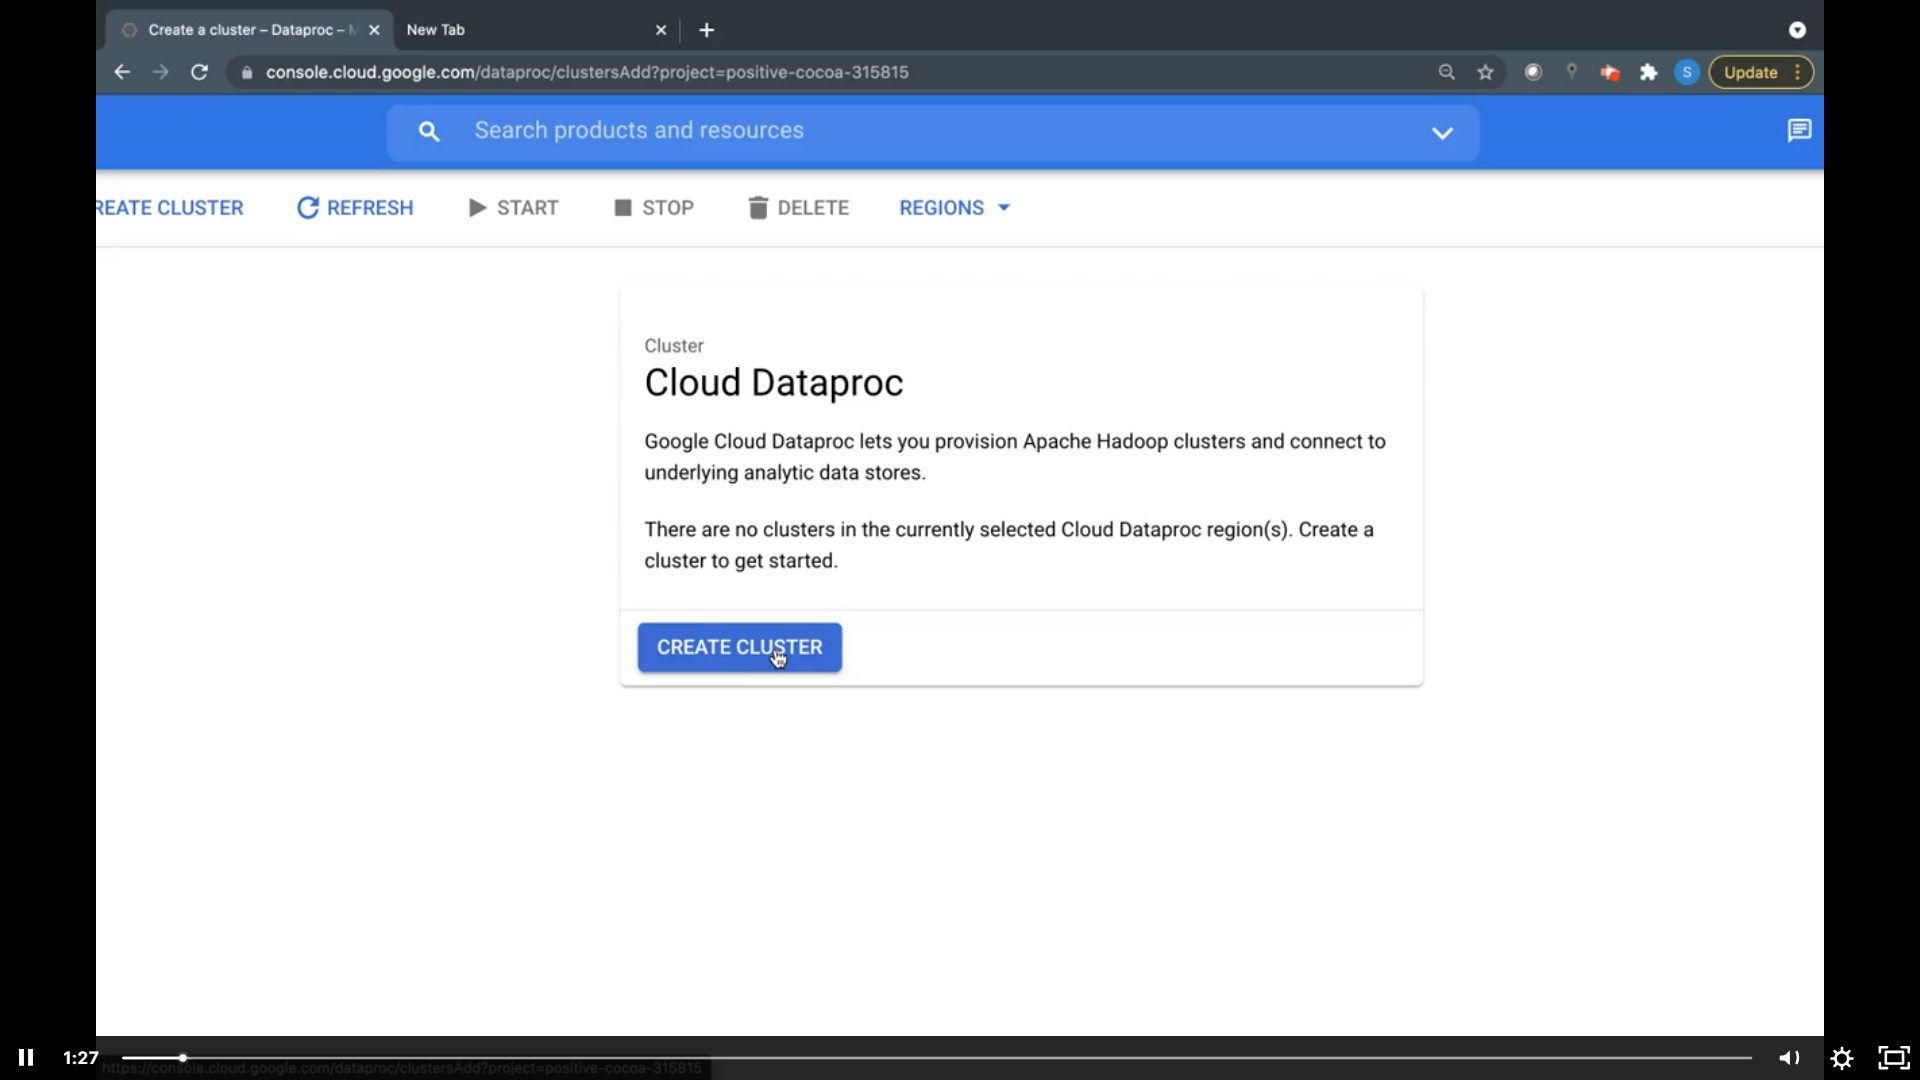 Create a cluster – Dataproc –
New Tab
console.cloud.google.com/dataproc/clustersAdd?project=positive-cocoa-315815
S
Update
Search products and resources
REATE CLUSTER
REFRESH
START
STOP
DELETE
REGIONS
Cluster
Cloud Dataproc
Google Cloud Dataproc lets you provision Apache Hadoop clusters and connect to
underlying analytic data stores.
There are no clusters in the currently selected Cloud Dataproc region(s). Create a
cluster to get started.
CREATE CLUSTER
1:27
https://console.cloud.google.com/dataproc/clustersAdd?project=positive-cocoa-315815